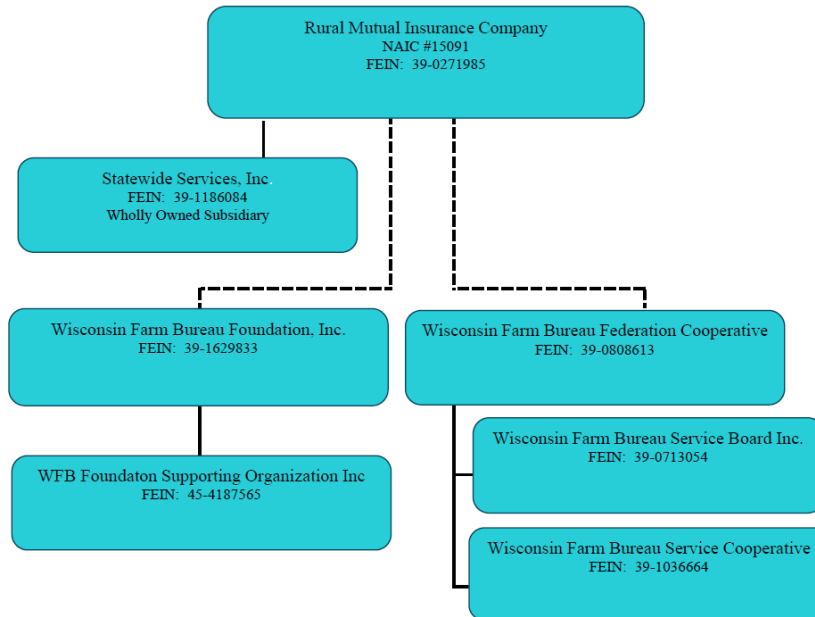 Rural Mutual Insurance Company
NAIC #15091
FEIN: 39-0271985
Statewide Services, Inc.
FEIN: 39-1186084
Wholly Owned Subsidiary
Wisconsin Farm Bureau Foundation, Inc.
FEIN: 39-1629833
Wisconsin Farm Bureau Federation Cooperative
FEIN: 39-0808613
WFB Foundaton Supporting Organization Inc
FEIN: 45-4187565
Wisconsin Farm Bureau Service Board Inc.
FEIN: 39-0713054
Wisconsin Farm Bureau Service Cooperative
FEIN: 39-1036664